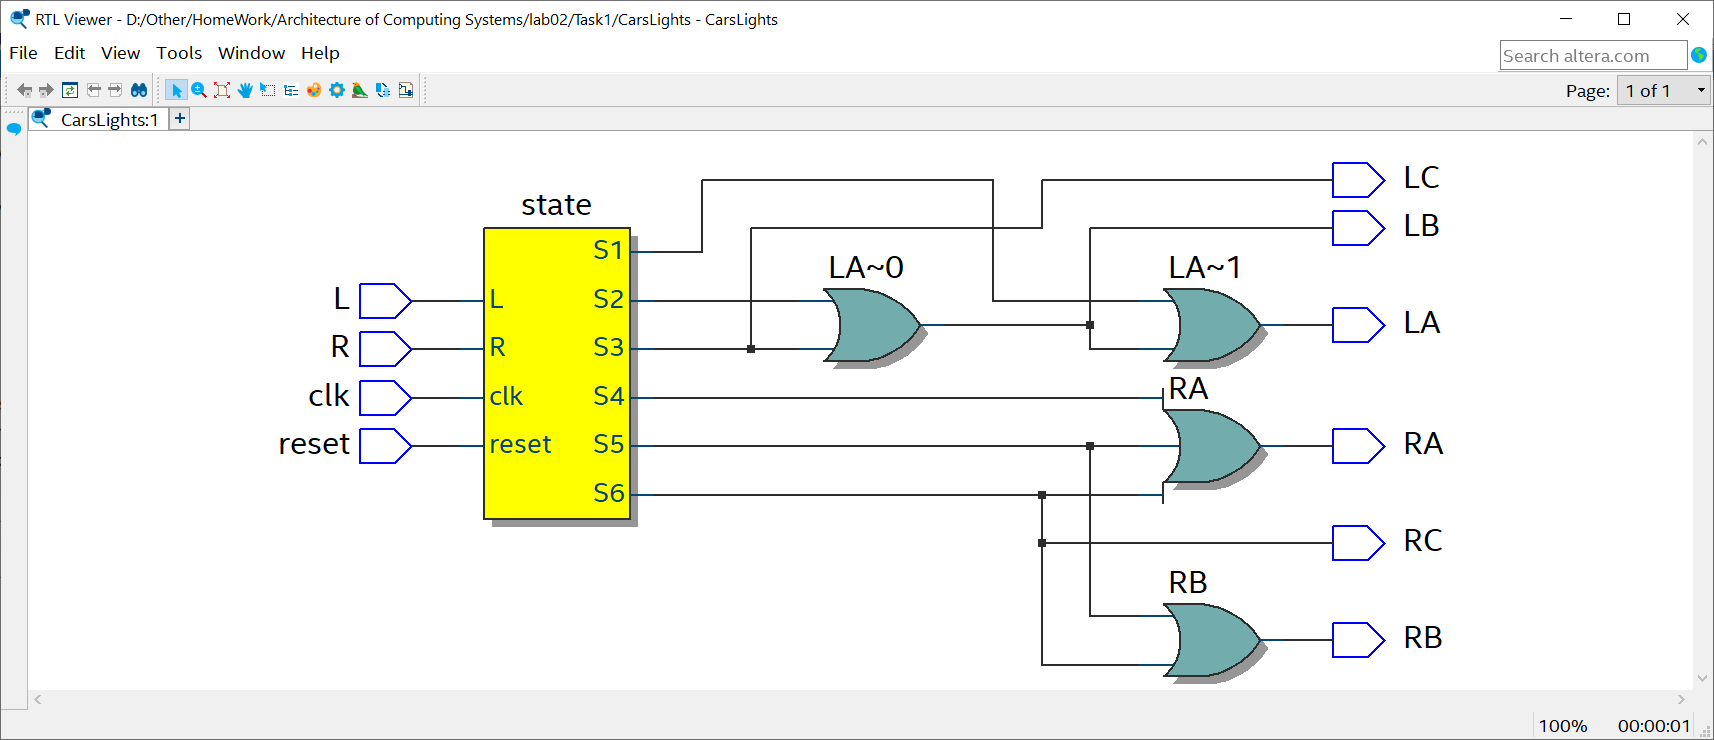 RTL Viewer - D:/Other/HomeWork/Architecture of Computing Systems/lab02/Task1/CarsLights - CarsLights
File Edit View Tools Window Help
Search altera.com
Page: 1 of 1
CarsLights:1 +
state
S1
L L S2
R R S3
clk clk S4
reset reset S5
S6
LA~0
LA~1
RA
RB
LC
LB
LA
RA
RC
RB
100% 00:00:01